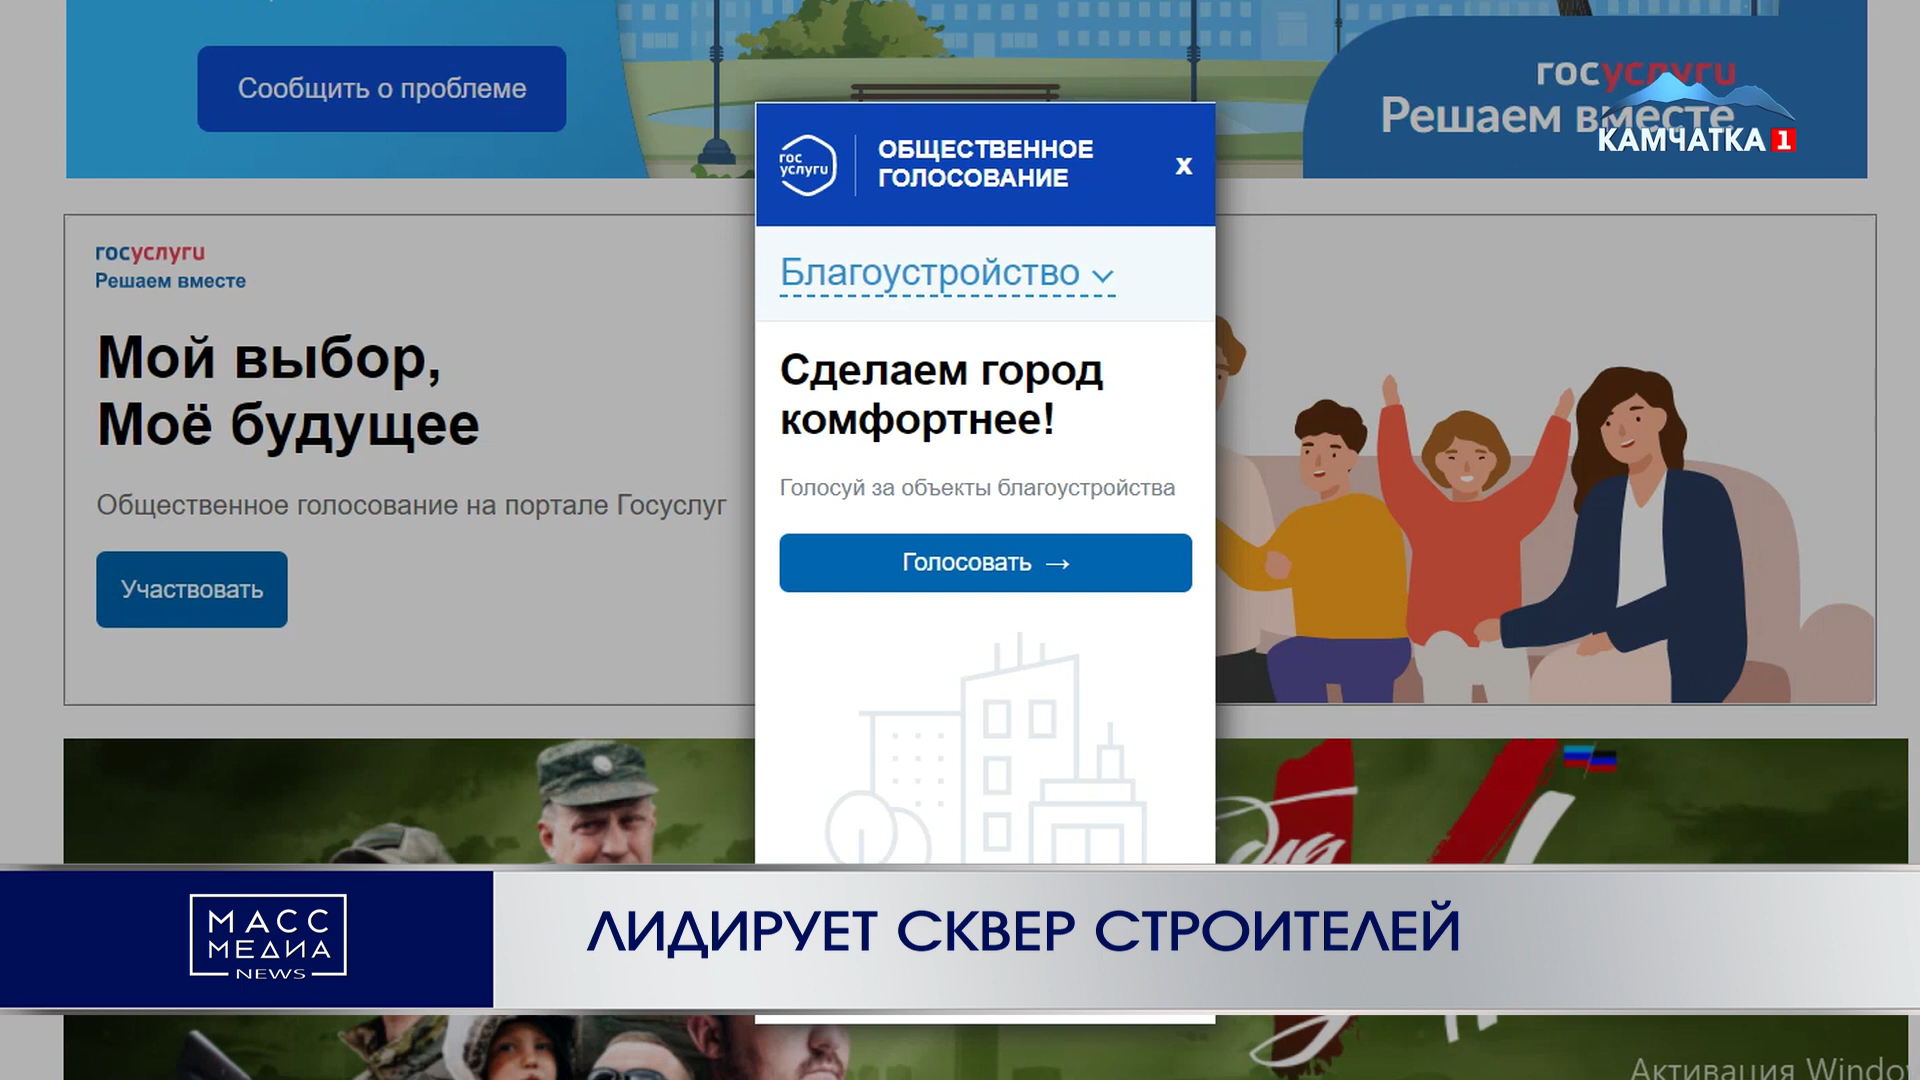 Сообщить о проблеме
госуслуги
Решаем вместе
КАМЧАТКА 1
гос
услуги
ОБЩЕСТВЕННОЕ
ГОЛОСОВАНИЕ
x
Благоустройство
госуслуги
Решаем вместе
Мой выбор,
Моё будущее
Общественное голосование на портале Госуслуг
Участвовать
Сделаем город
комфортнее!
Голосуй за объекты благоустройства
Голосовать →
МАСС
МЕДИА
NEWS
ЛИДИРУЕТ СКВЕР СТРОИТЕЛЕЙ
Активация Windo